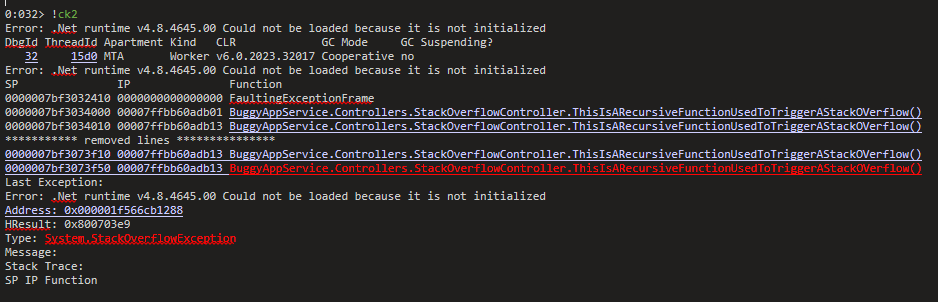 0:032> !ck2
Error: .Net runtime v4.8.4645.00 Could not be loaded because it is not initialized
DbgId ThreadId Apartment Kind   CLR            GC Mode     GC Suspending?
   32     15d0 MTA       Worker v6.0.2023.32017 Cooperative no
Error: .Net runtime v4.8.4645.00 Could not be loaded because it is not initialized
SP               IP               Function
0000007bf3032410 0000000000000000 FaultingExceptionFrame
0000007bf3034000 00007ffbb60adb01 BuggyAppService.Controllers.StackOverflowController.ThisIsARecursiveFunctionUsedToTriggerAStackOVerflow()
0000007bf3034010 00007ffbb60adb13 BuggyAppService.Controllers.StackOverflowController.ThisIsARecursiveFunctionUsedToTriggerAStackOVerflow()
*********** removed lines ***************
0000007bf3073f10 00007ffbb60adb13 BuggyAppService.Controllers.StackOverflowController.ThisIsARecursiveFunctionUsedToTriggerAStackOVerflow()
0000007bf3073f50 00007ffbb60adb13 BuggyAppService.Controllers.StackOverflowController.ThisIsARecursiveFunctionUsedToTriggerAStackOVerflow()
Last Exception:
Error: .Net runtime v4.8.4645.00 Could not be loaded because it is not initialized
Address: 0x000001f566cb1288
HResult: 0x800703e9
Type: System.StackOverflowException
Message:
Stack Trace:
SP IP Function